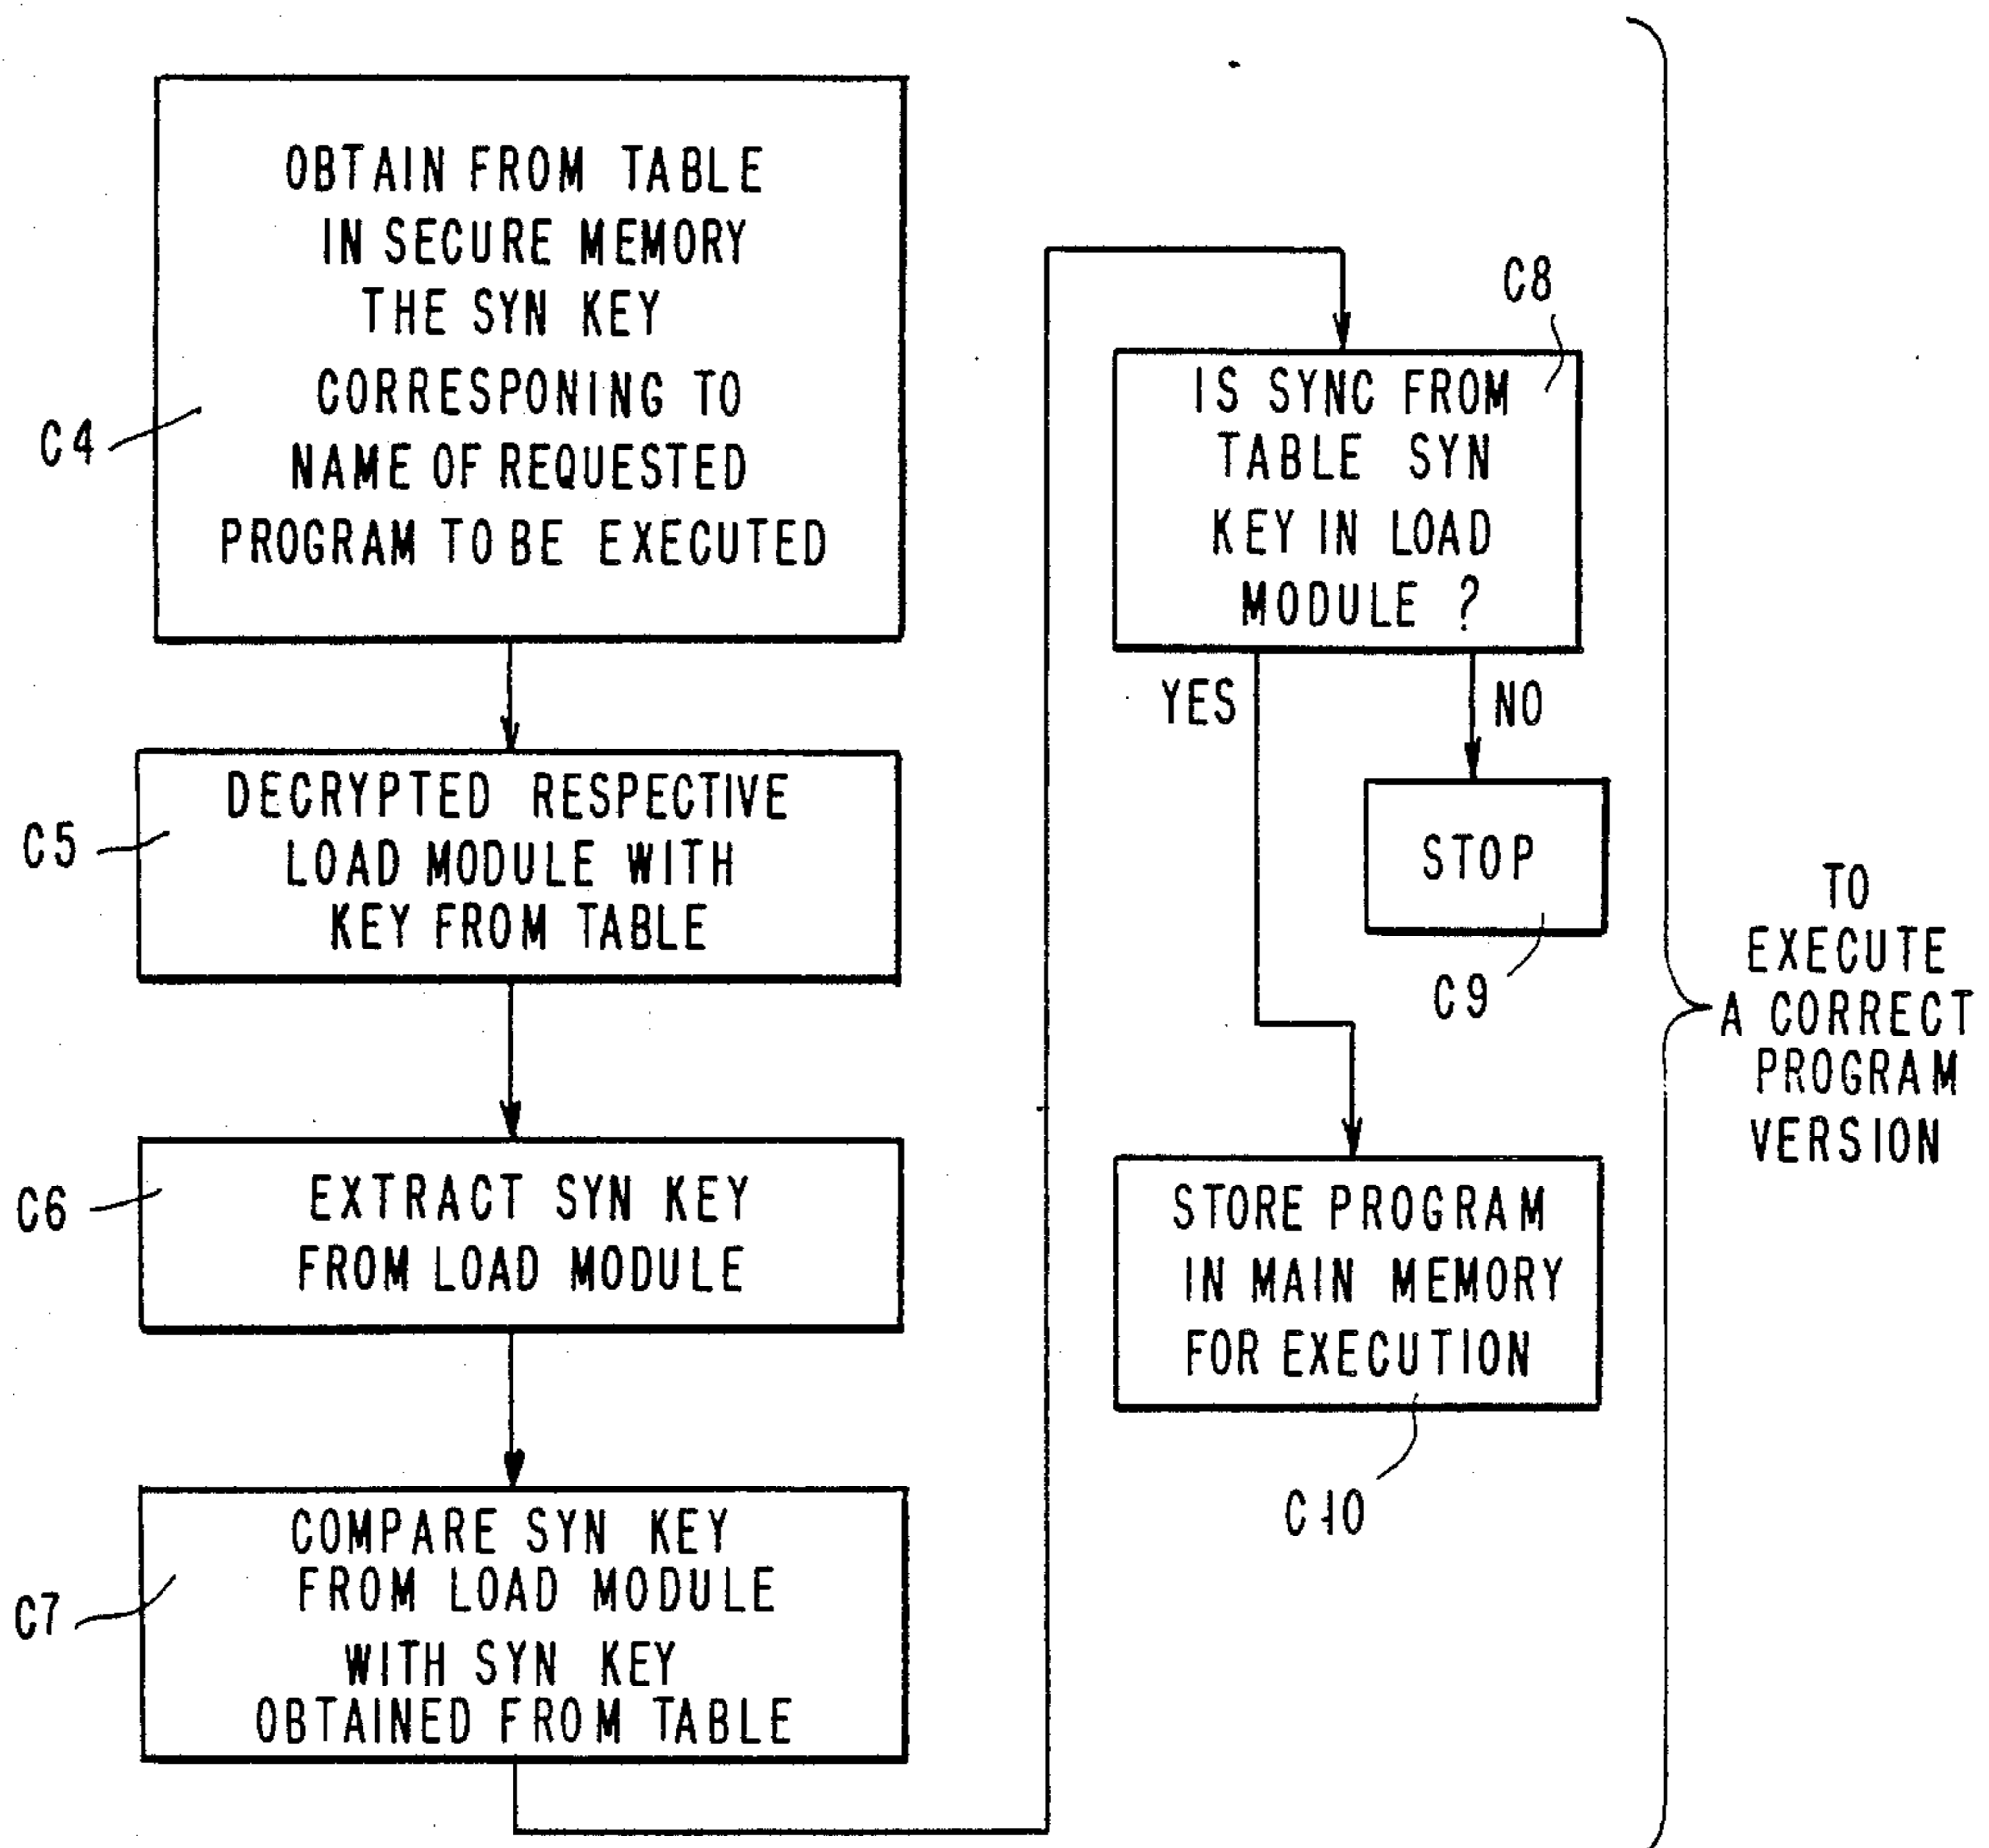 OBTAIN FROM TABLE
IN SECURE MEMORY
THE SYN KEY
CORRESPONING TO
NAME OF REQUESTED
PROGRAM TO BE EXECUTED
C4
DECRYPTED RESPECTIVE
LOAD MODULE WITH
KEY FROM TABLE
C5
EXTRACT SYN KEY
FROM LOAD MODULE
C6
COMPARE SYN KEY
FROM LOAD MODULE
WITH SYN KEY
OBTAINED FROM TABLE
C7
C8
IS SYNC FROM
TABLE SYN
KEY IN LOAD
MODULE ?
YES
NO
STOP
C9
STORE PROGRAM
IN MAIN MEMORY
FOR EXECUTION
C10
TO
EXECUTE
A CORRECT
PROGRAM
VERSION